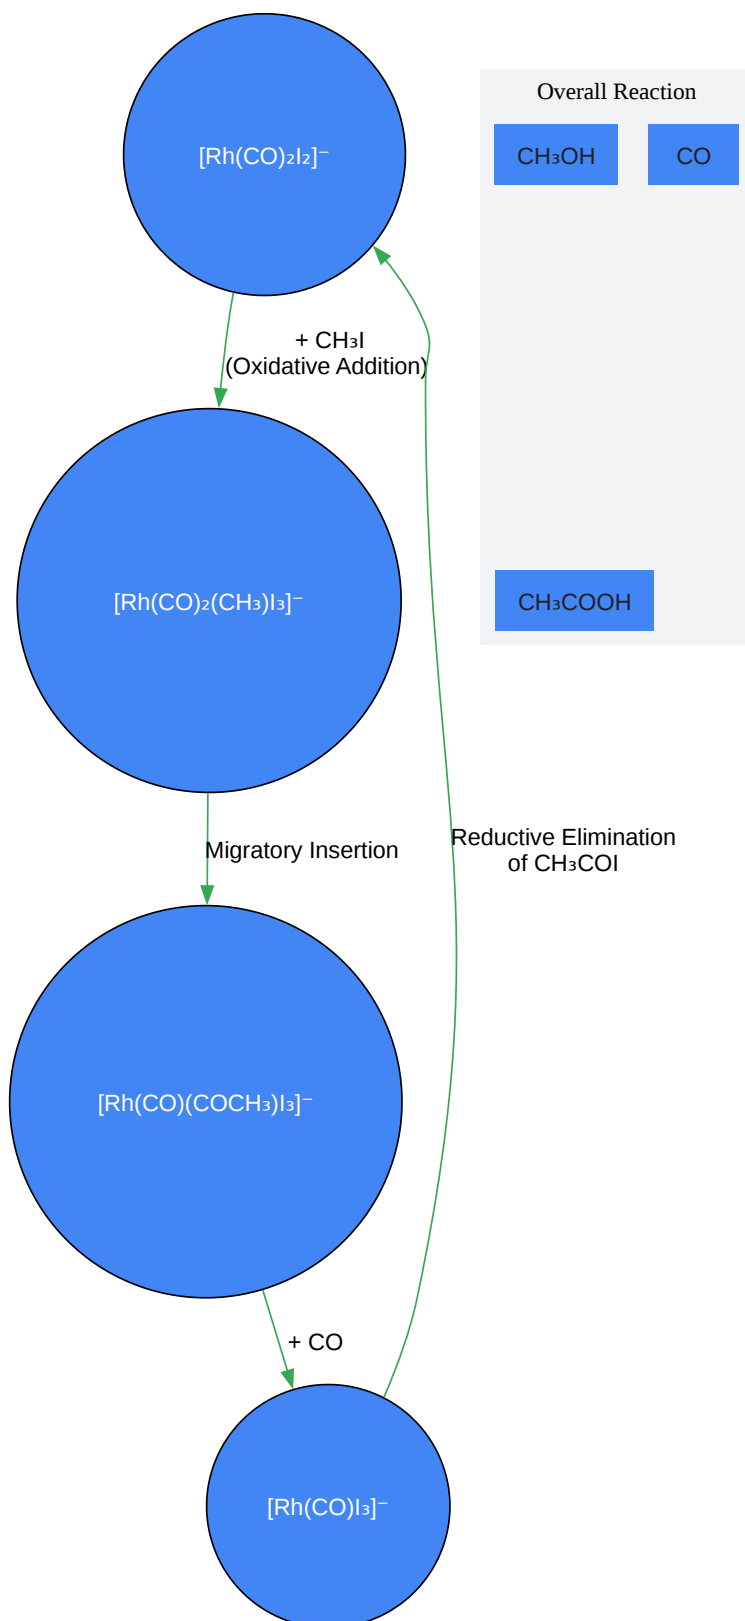 [Rh(CO)₂I₂]⁻
Overall Reaction
CH₃OH
CO
+ CH₃I
(Oxidative Addition)
[Rh(CO)₂(CH₃)I₃]⁻
CH₃COOH
Migratory Insertion
Reductive Elimination
of CH₃COI
[Rh(CO)(COCH₃)I₃]⁻
+ CO
[Rh(CO)I₃]⁻